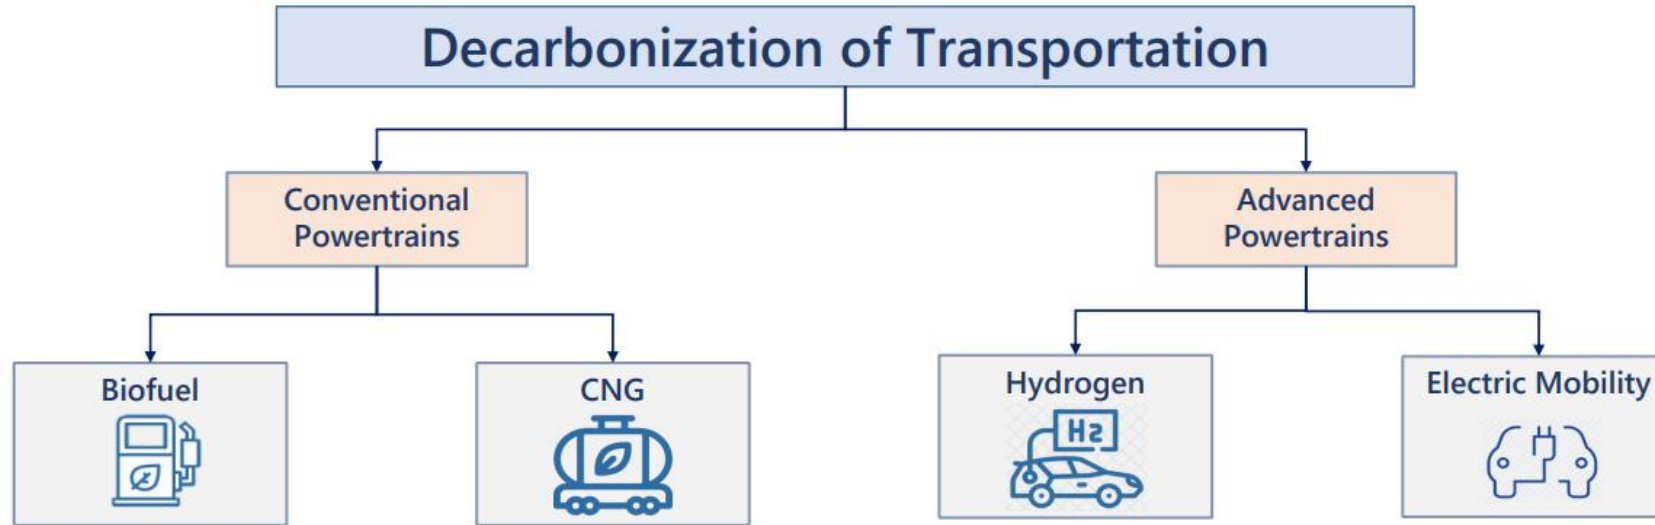 Decarbonization of Transportation
Conventional
Powertrains
Advanced
Powertrains
Biofuel
CNG
Hydrogen
H2
Electric Mobility